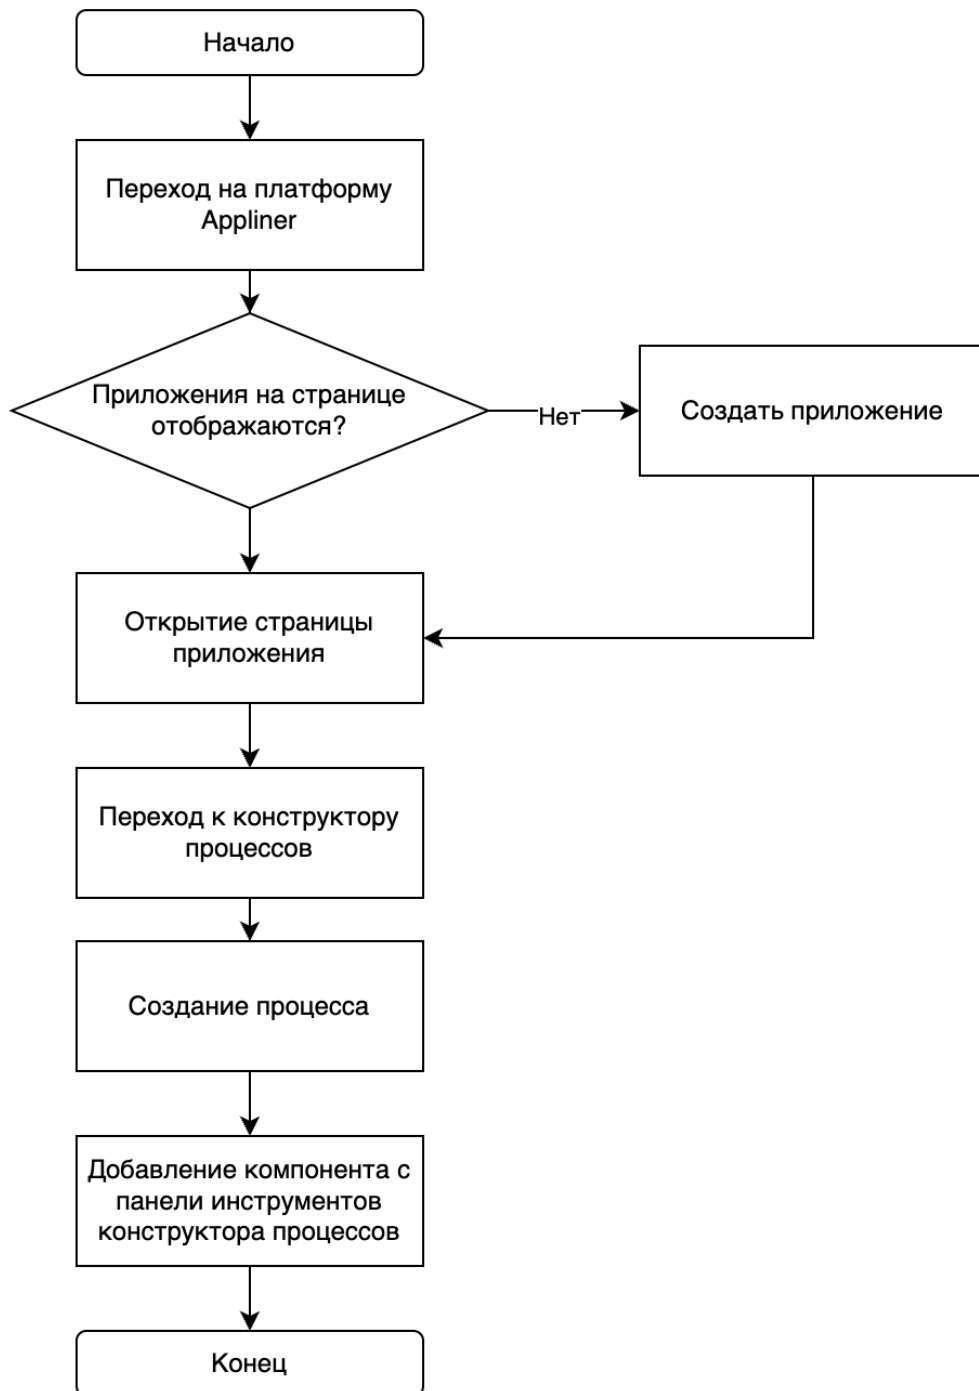 Начало
Переход на платформу
Appliner
Приложения на странице
отображаются?
Нет
Создать приложение
Открытие страницы
приложения
Переход к конструктору
процессов
Создание процесса
Добавление компонента с
панели инструментов
конструктора процессов
Конец